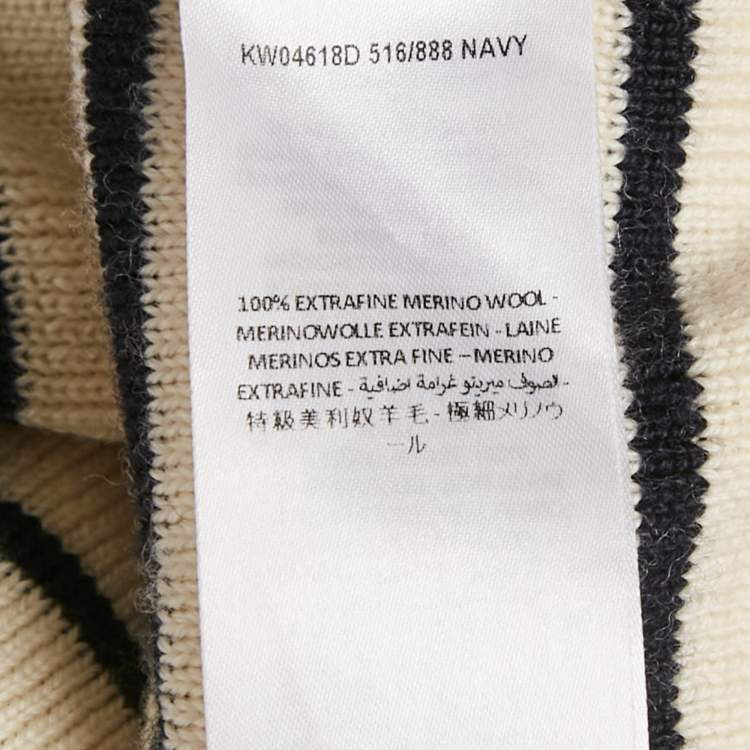 KW04618D 516/888 NAVY
100% EXTRAFINE MERINO WOOL -
MERINOWOLLE EXTRAFEIN - LAINE
MERINOS EXTRA FINE - MERINO
EXTRAFINE - الصوف ميرينو غرامة اضافية -
特級美利奴羊毛 - 極細メリノウ
ール